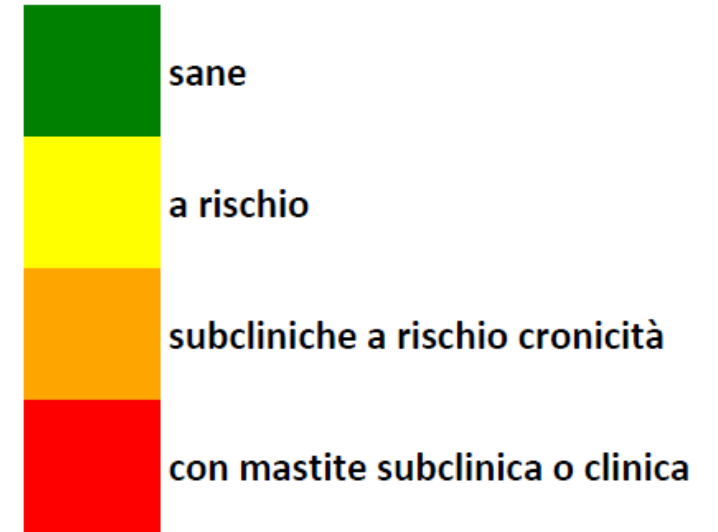 sane
a rischio
subcliniche a rischio cronicità
con mastite subclinica o clinica